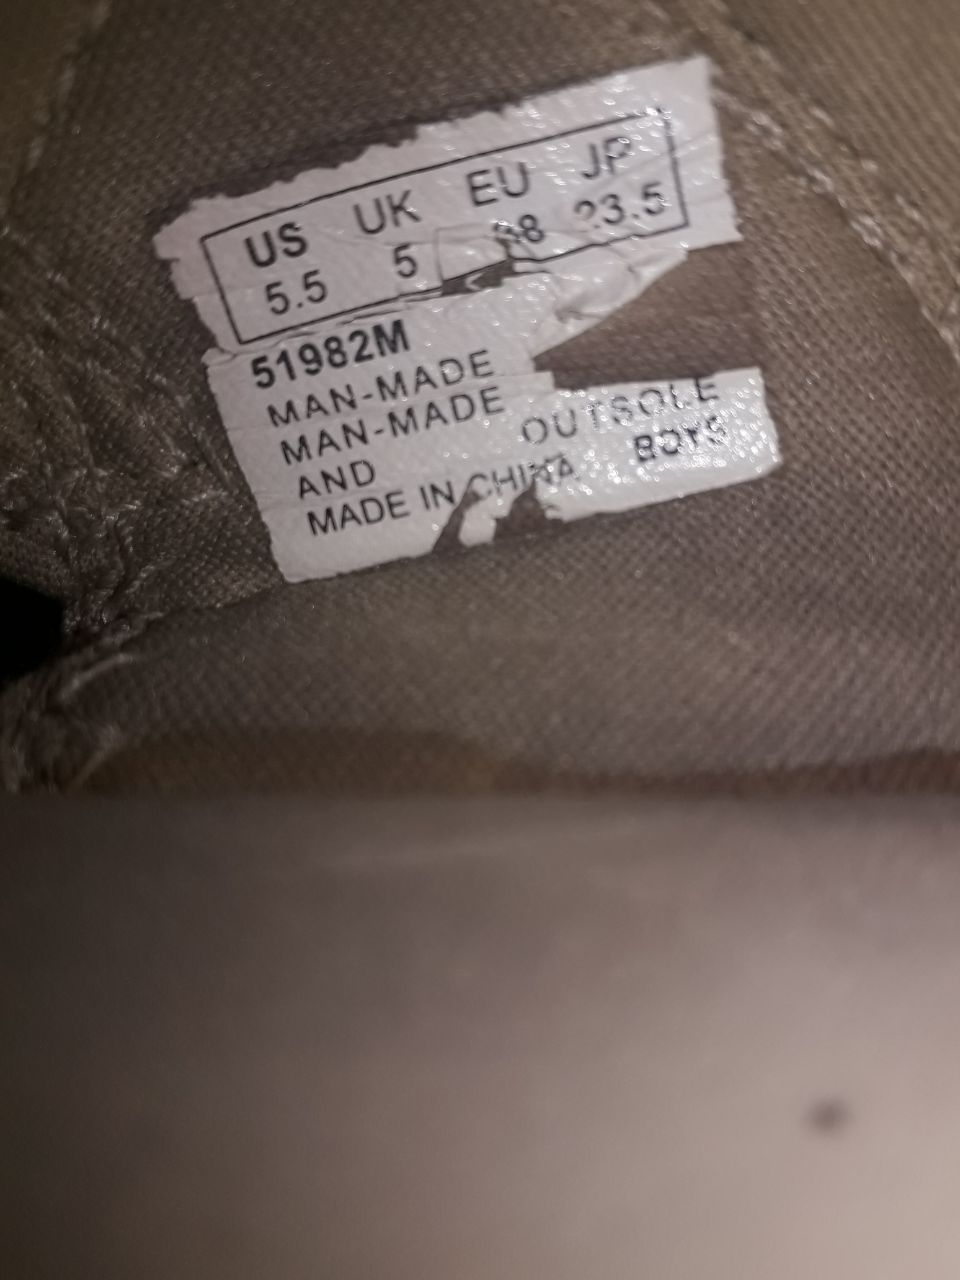 US UK EU JP
5.5 5 38 23.5
51982M
MAN-MADE
MAN-MADE OUTSOLE
AND BOYS
MADE IN CHINA